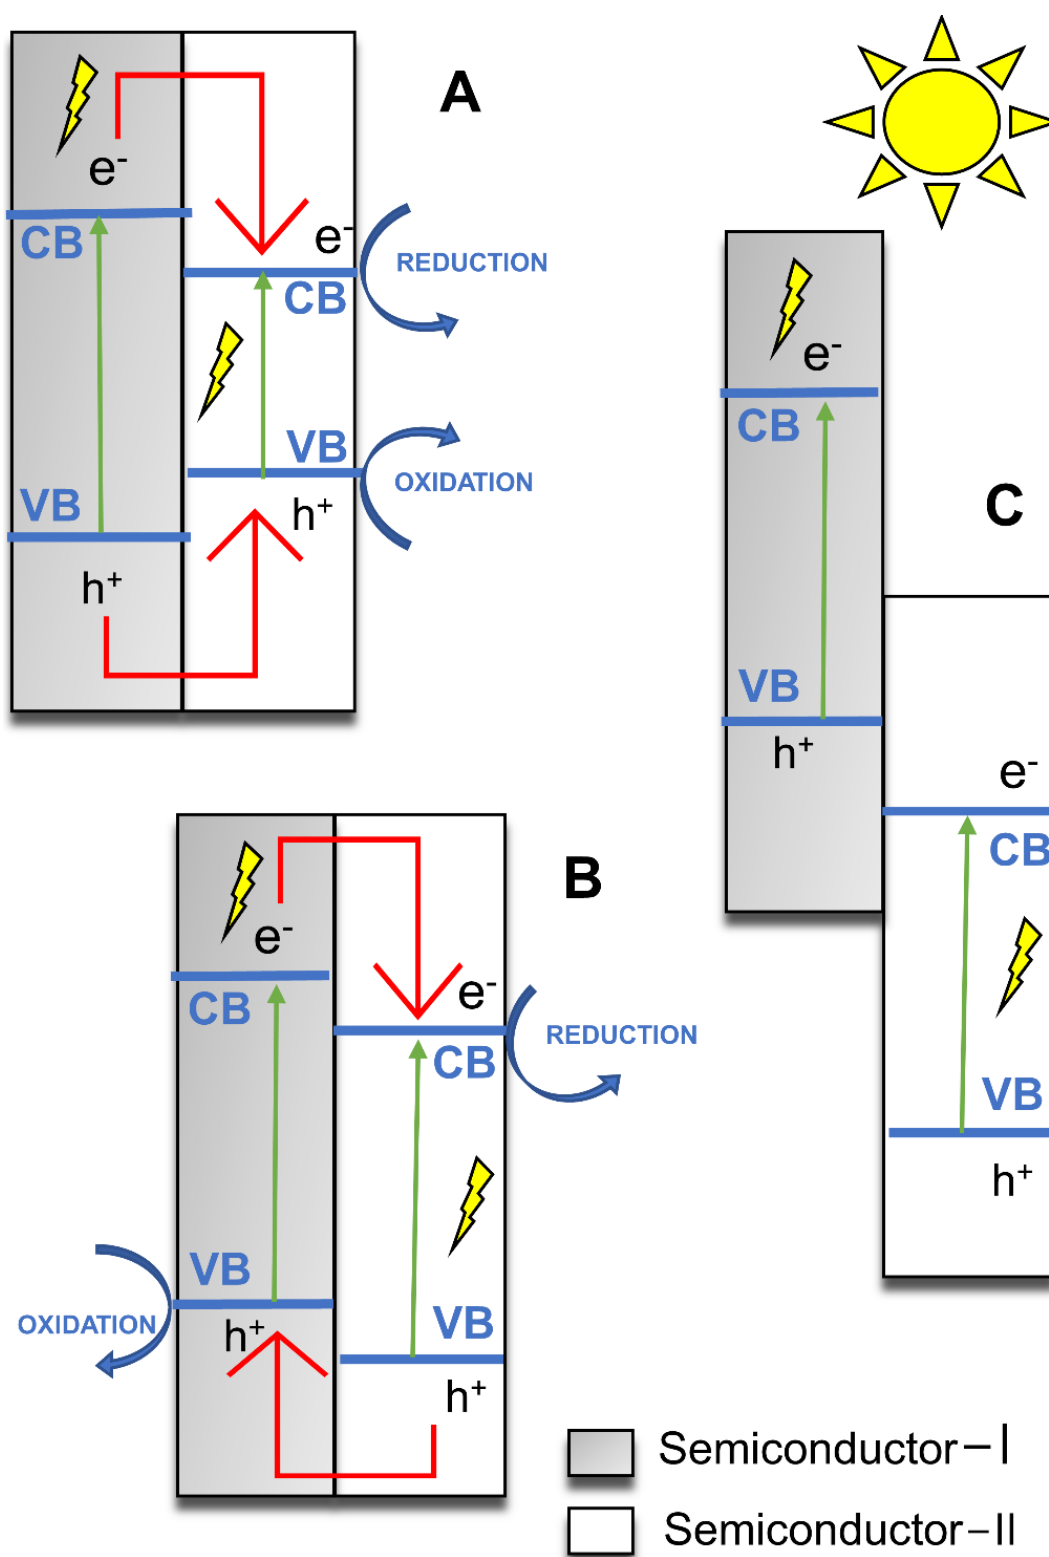 A
e-
CB
e-
REDUCTION
CB
VB
OXIDATION
VB
h+
h+
e-
CB
C
VB
h+
e-
CB
VB
h+
B
e-
CB
e-
REDUCTION
CB
VB
OXIDATION
h+
VB
h+
Semiconductor–I
Semiconductor–II